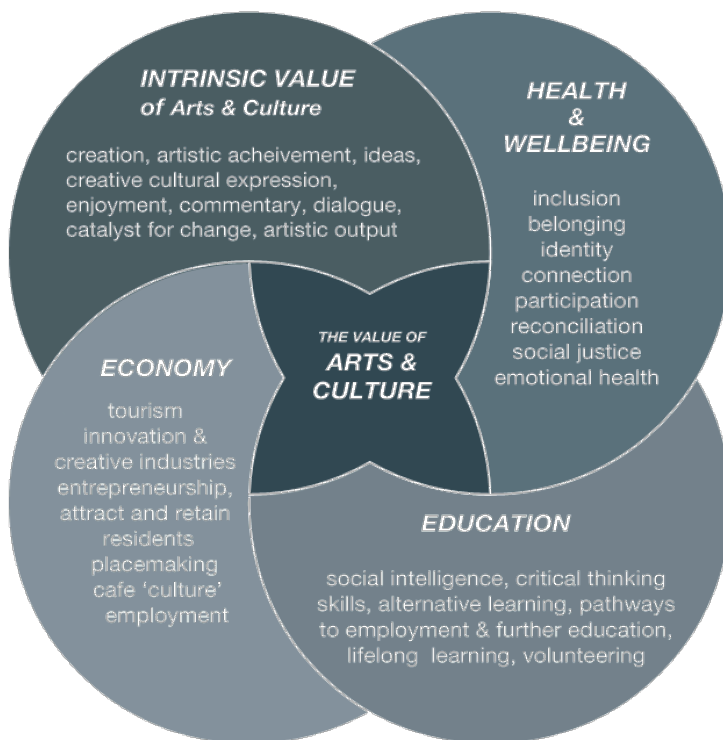 INTRINSIC VALUE
of Arts & Culture
creation, artistic acheivement, ideas,
creative cultural expression,
enjoyment, commentary, dialogue,
catalyst for change, artistic output
HEALTH
&
WELLBEING
inclusion
belonging
identity
connection
participation
reconciliation
social justice
emotional health
THE VALUE OF
ARTS &
CULTURE
ECONOMY
tourism
innovation &
creative industries
entrepreneurship,
attract and retain
residents
placemaking
cafe ‘culture’
employment
EDUCATION
social intelligence, critical thinking
skills, alternative learning, pathways
to employment & further education,
lifelong learning, volunteering